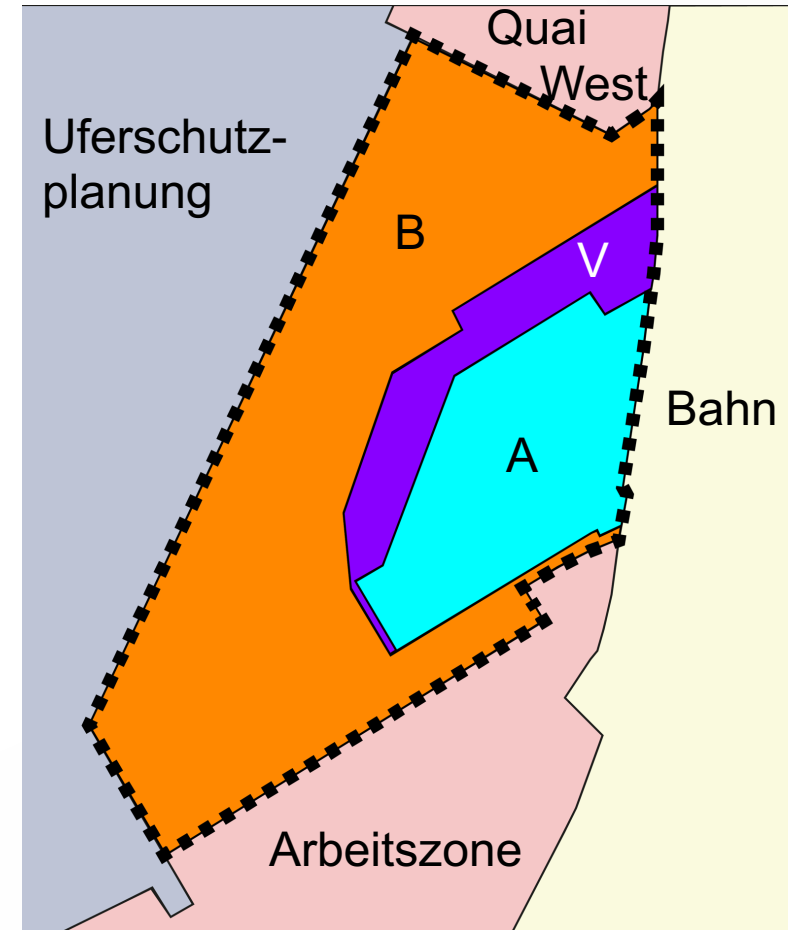 Quai
West
Uferschutz-
planung
B
V
Bahn
A
Arbeitszone